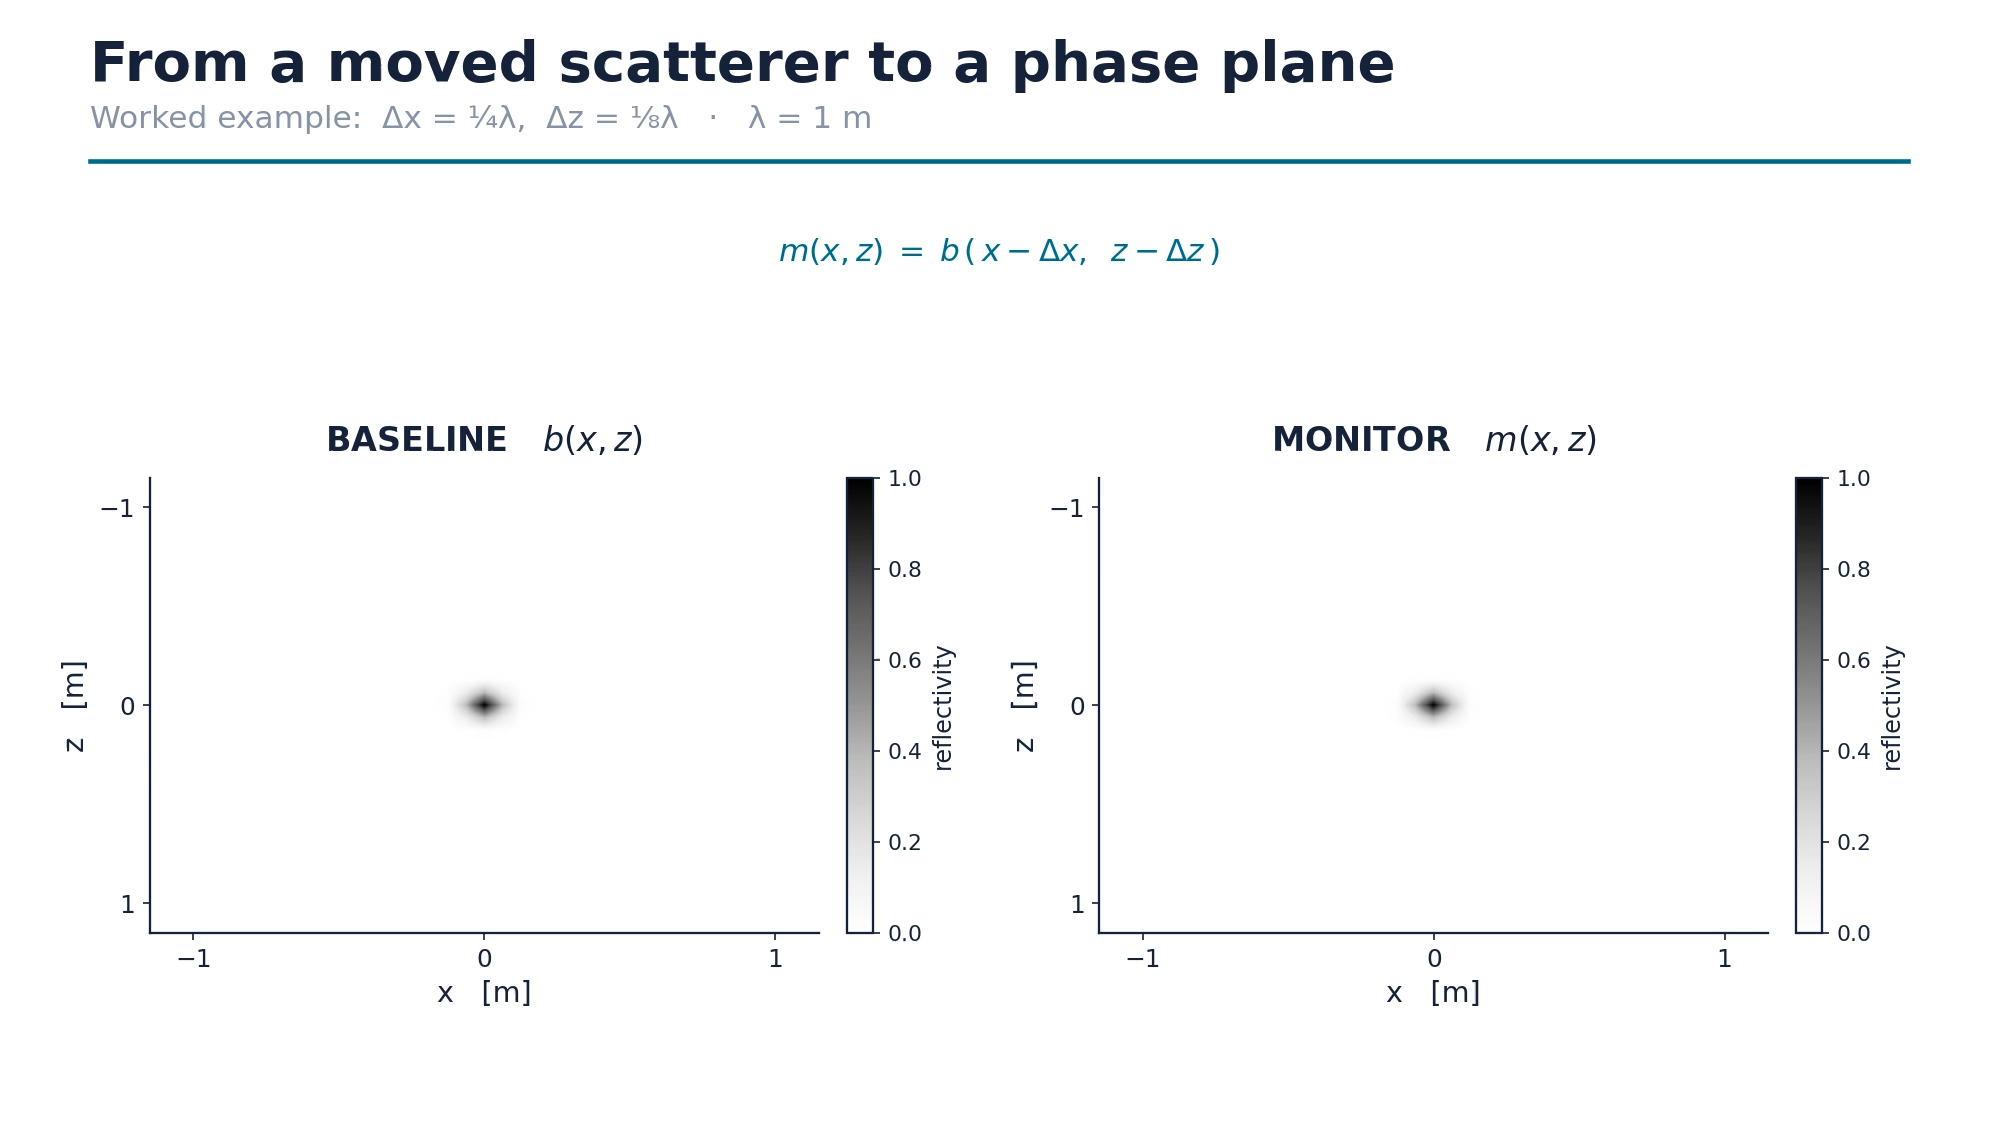 From a moved scatterer to a phase plane
Worked example:  Δx = ¼λ,  Δz = ⅛λ   ·   λ = 1 m
m(x, z) = b( x − Δx,  z − Δz )
BASELINE   b(x, z)
−1
0
1
z   [m]
−1
0
1
x   [m]
1.0
0.8
0.6
0.4
0.2
0.0
reflectivity
MONITOR   m(x, z)
−1
0
1
z   [m]
−1
0
1
x   [m]
1.0
0.8
0.6
0.4
0.2
0.0
reflectivity